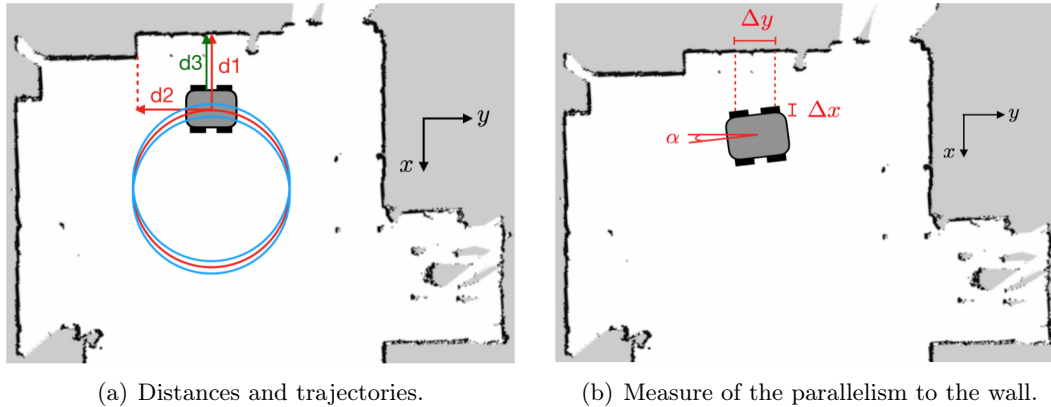 d3
d1
d2
y
x
(a) Distances and trajectories.
Δy
Δx
α
y
x
(b) Measure of the parallelism to the wall.